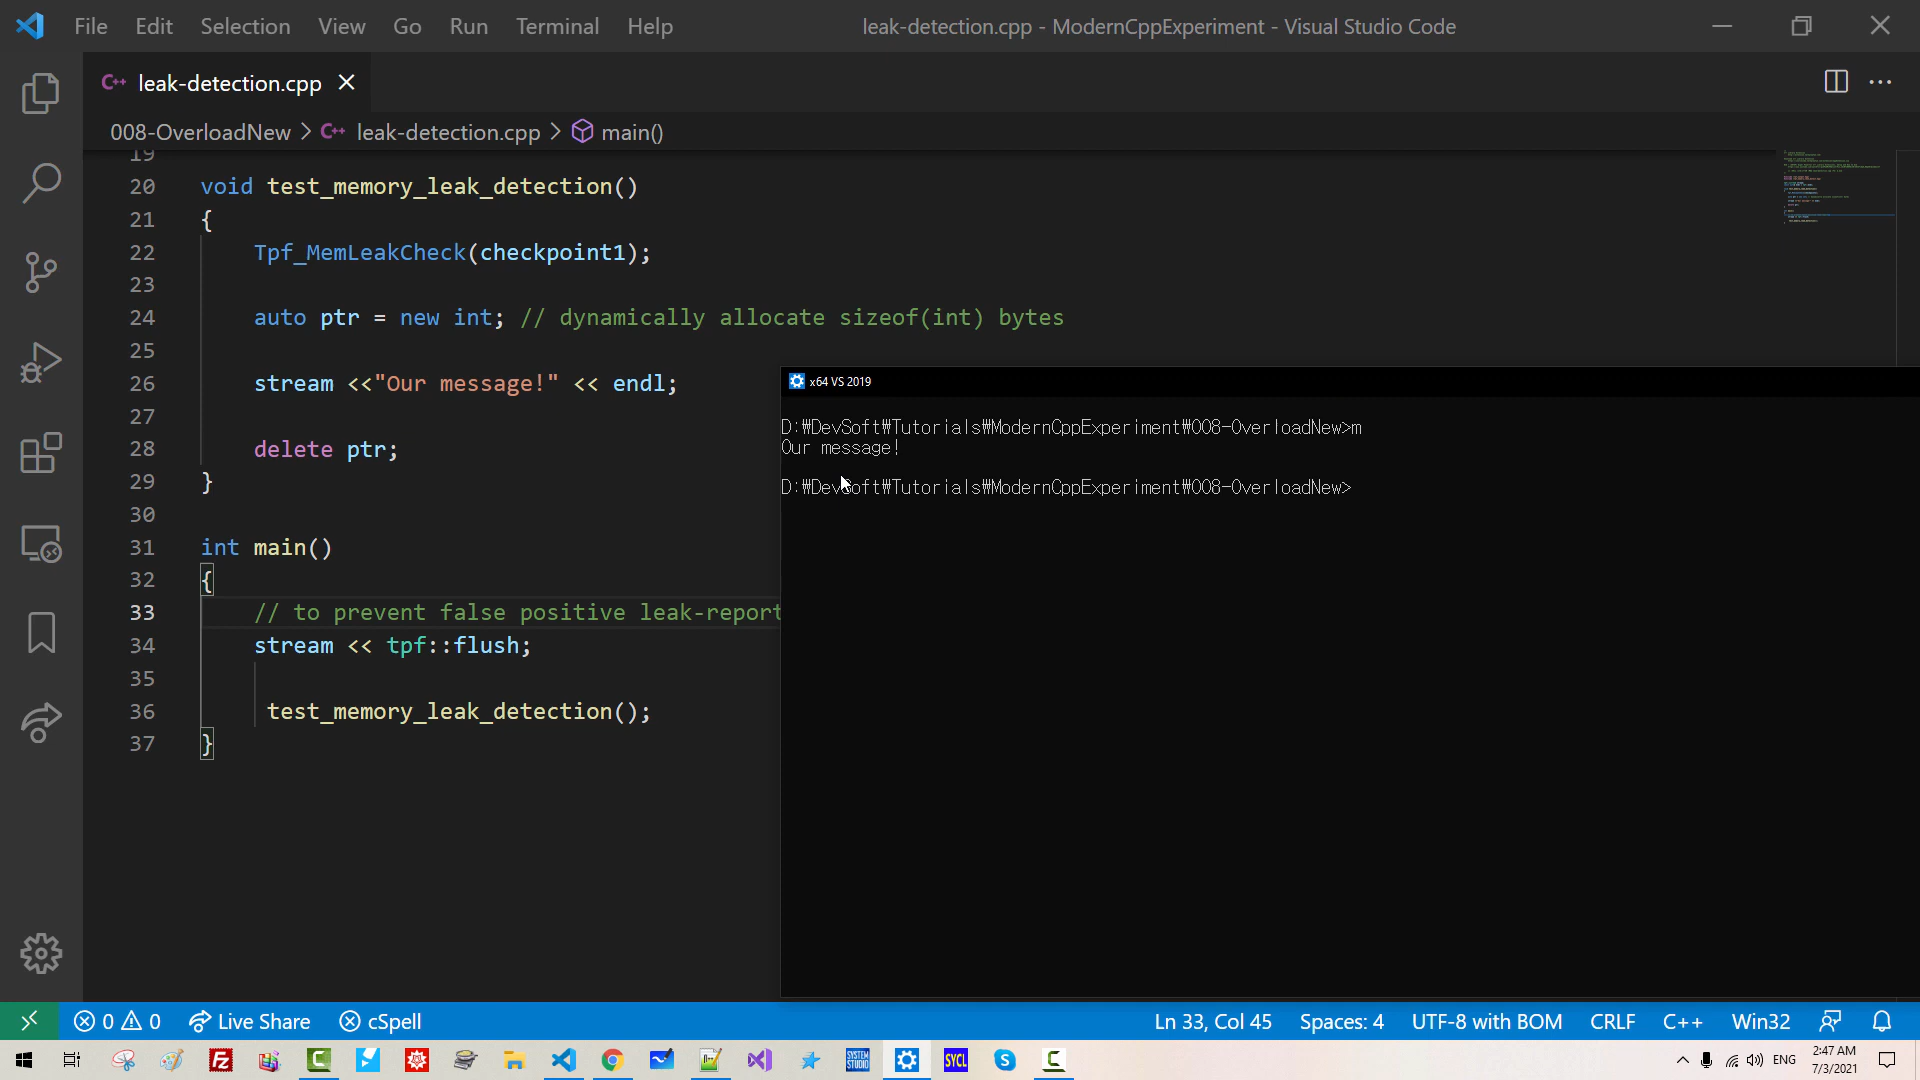 File Edit Selection View Go Run Terminal Help
leak-detection.cpp - ModernCppExperiment - Visual Studio Code
C++ leak-detection.cpp
008-OverloadNew > C++ leak-detection.cpp > main()
19
20 void test_memory_leak_detection()
21 {
22 Tpf_MemLeakCheck(checkpoint1);
23
24 auto ptr = new int; // dynamically allocate sizeof(int) bytes
25
26 stream <<"Our message!" << endl;
27
28 delete ptr;
29 }
30
31 int main()
32 {
33 // to prevent false positive leak-report
34 stream << tpf::flush;
35
36 test_memory_leak_detection();
37 }
x64 VS 2019
D:₩DevSoft₩Tutorials₩ModernCppExperiment₩008-OverloadNew>m
Our message!
D:₩DevSoft₩Tutorials₩ModernCppExperiment₩008-OverloadNew>
0 0 Live Share cSpell
Ln 33, Col 45 Spaces: 4 UTF-8 with BOM CRLF C++ Win32
SYSTEM STUDIO
SYCL
ENG
2:47 AM
7/3/2021